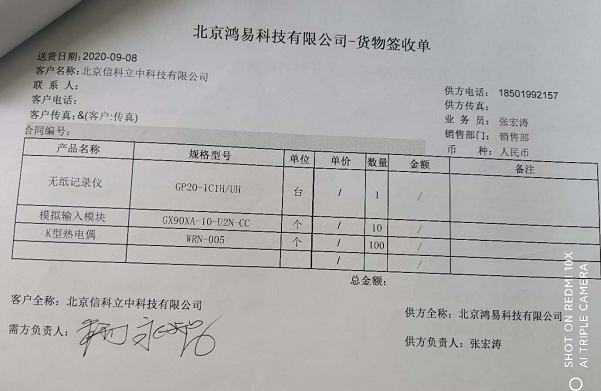 北京鸿易科技有限公司-货物签收单
送货日期:2020-09-08
客户名称:北京信科立中科技有限公司
联 系 人:
客户电话:
客户传真:&(客户:传真)
合同编号:
供方电话: 18501992157
供方传真:
业 务 员: 张宏涛
销售部门: 销售部
币 种: 人民币
产品名称 规格型号 单位 单价 数量 金额 备注
无纸记录仪 GP20-1C1H/UH 台 / 1 /
模拟输入模块 GX90XA-10-U2N-CC 个 / 10 /
K型热电偶 WRN-005 个 / 100 /
/ /
总金额:
客户全称: 北京信科立中科技有限公司
需方负责人:
供方全称: 北京鸿易科技有限公司
供方负责人: 张宏涛
SHOT ON REDMI 10X
AI TRIPLE CAMERA